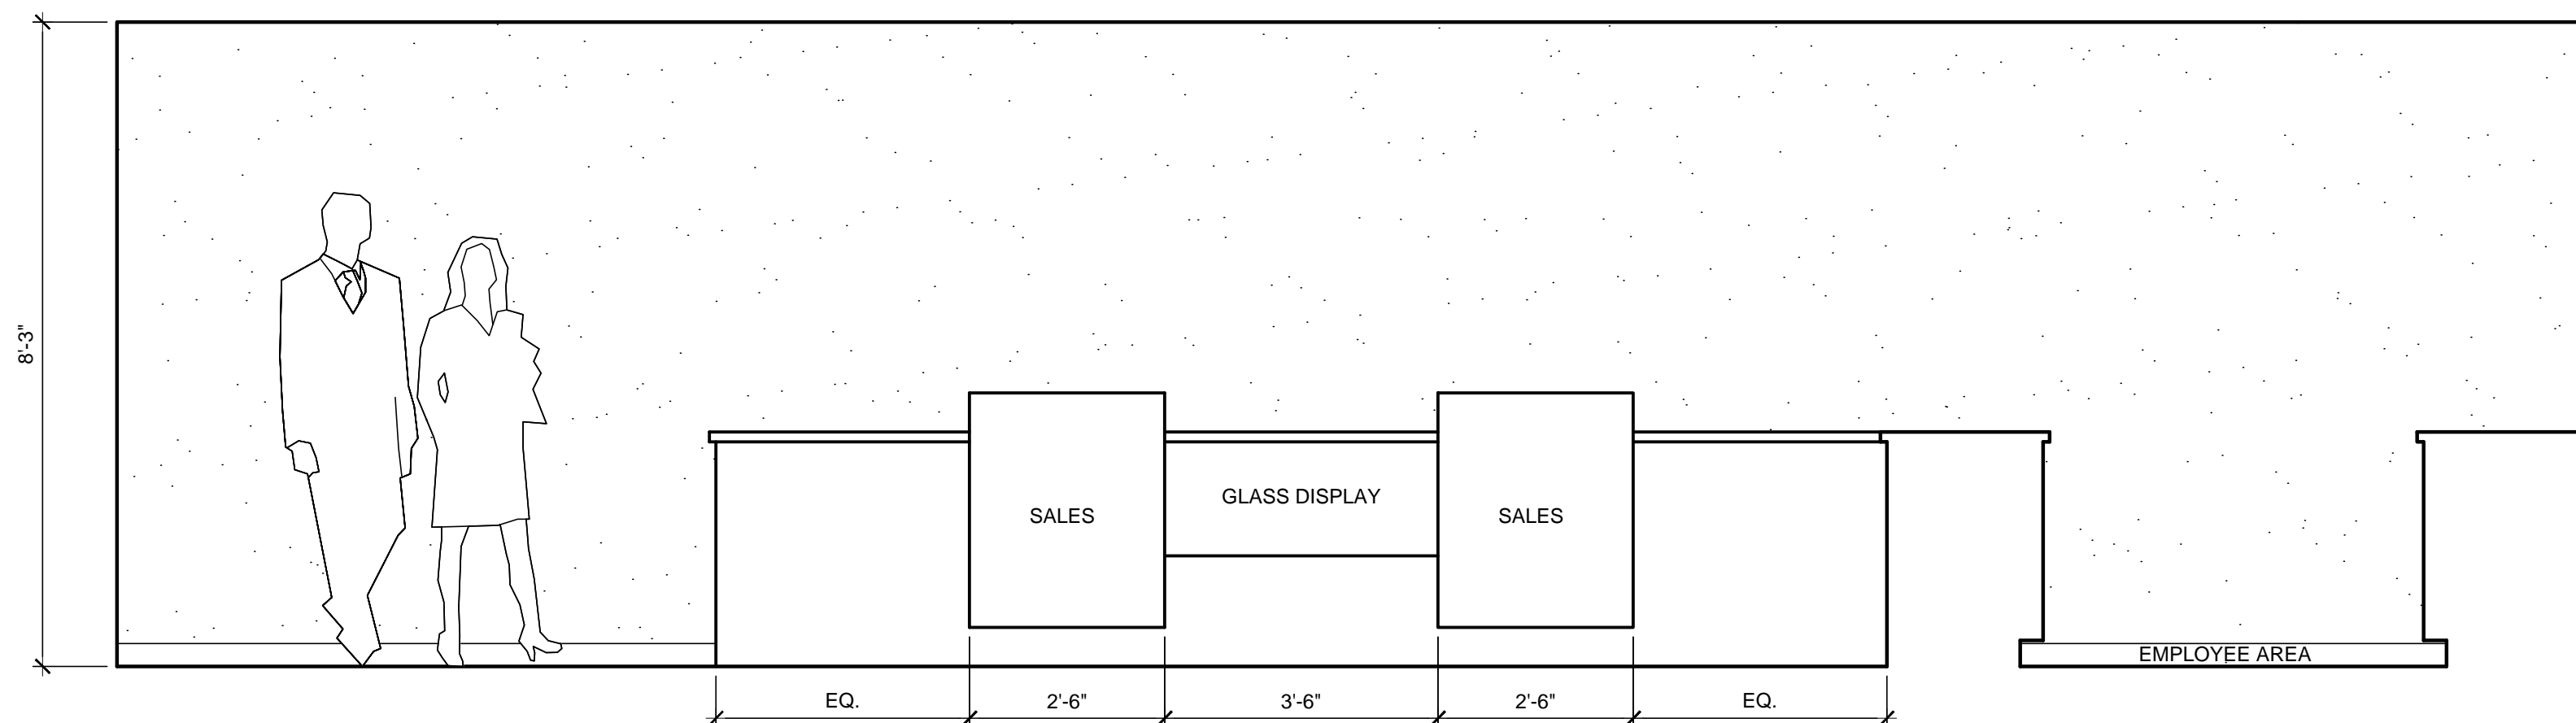 8'-3"
GLASS DISPLAY
SALES
SALES
EMPLOYEE AREA
EQ.
2'-6"
3'-6"
2'-6"
EQ.